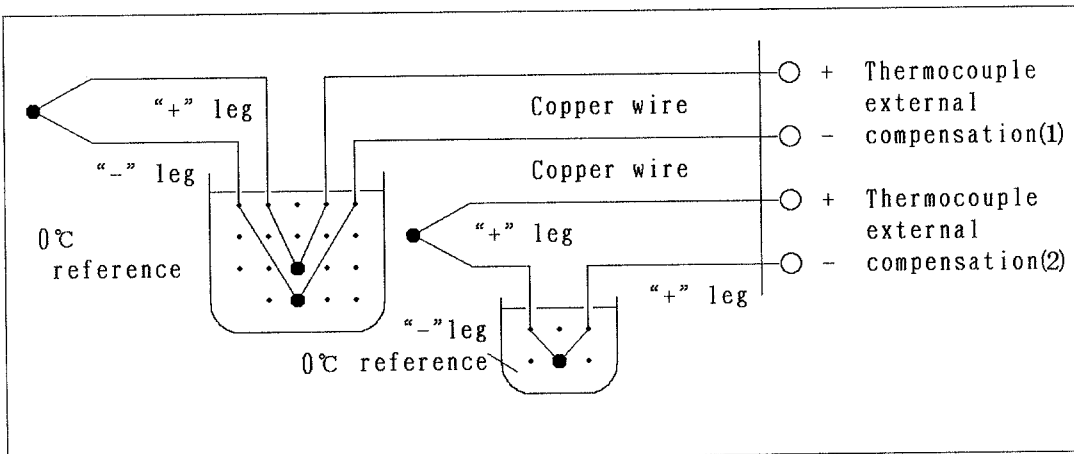 + Thermocouple
“+” leg
Copper wire
external
− compensation(1)
“−” leg
Copper wire
+ Thermocouple
0℃
reference
“+” leg
external
− compensation(2)
“+” leg
“−”leg
0℃ reference